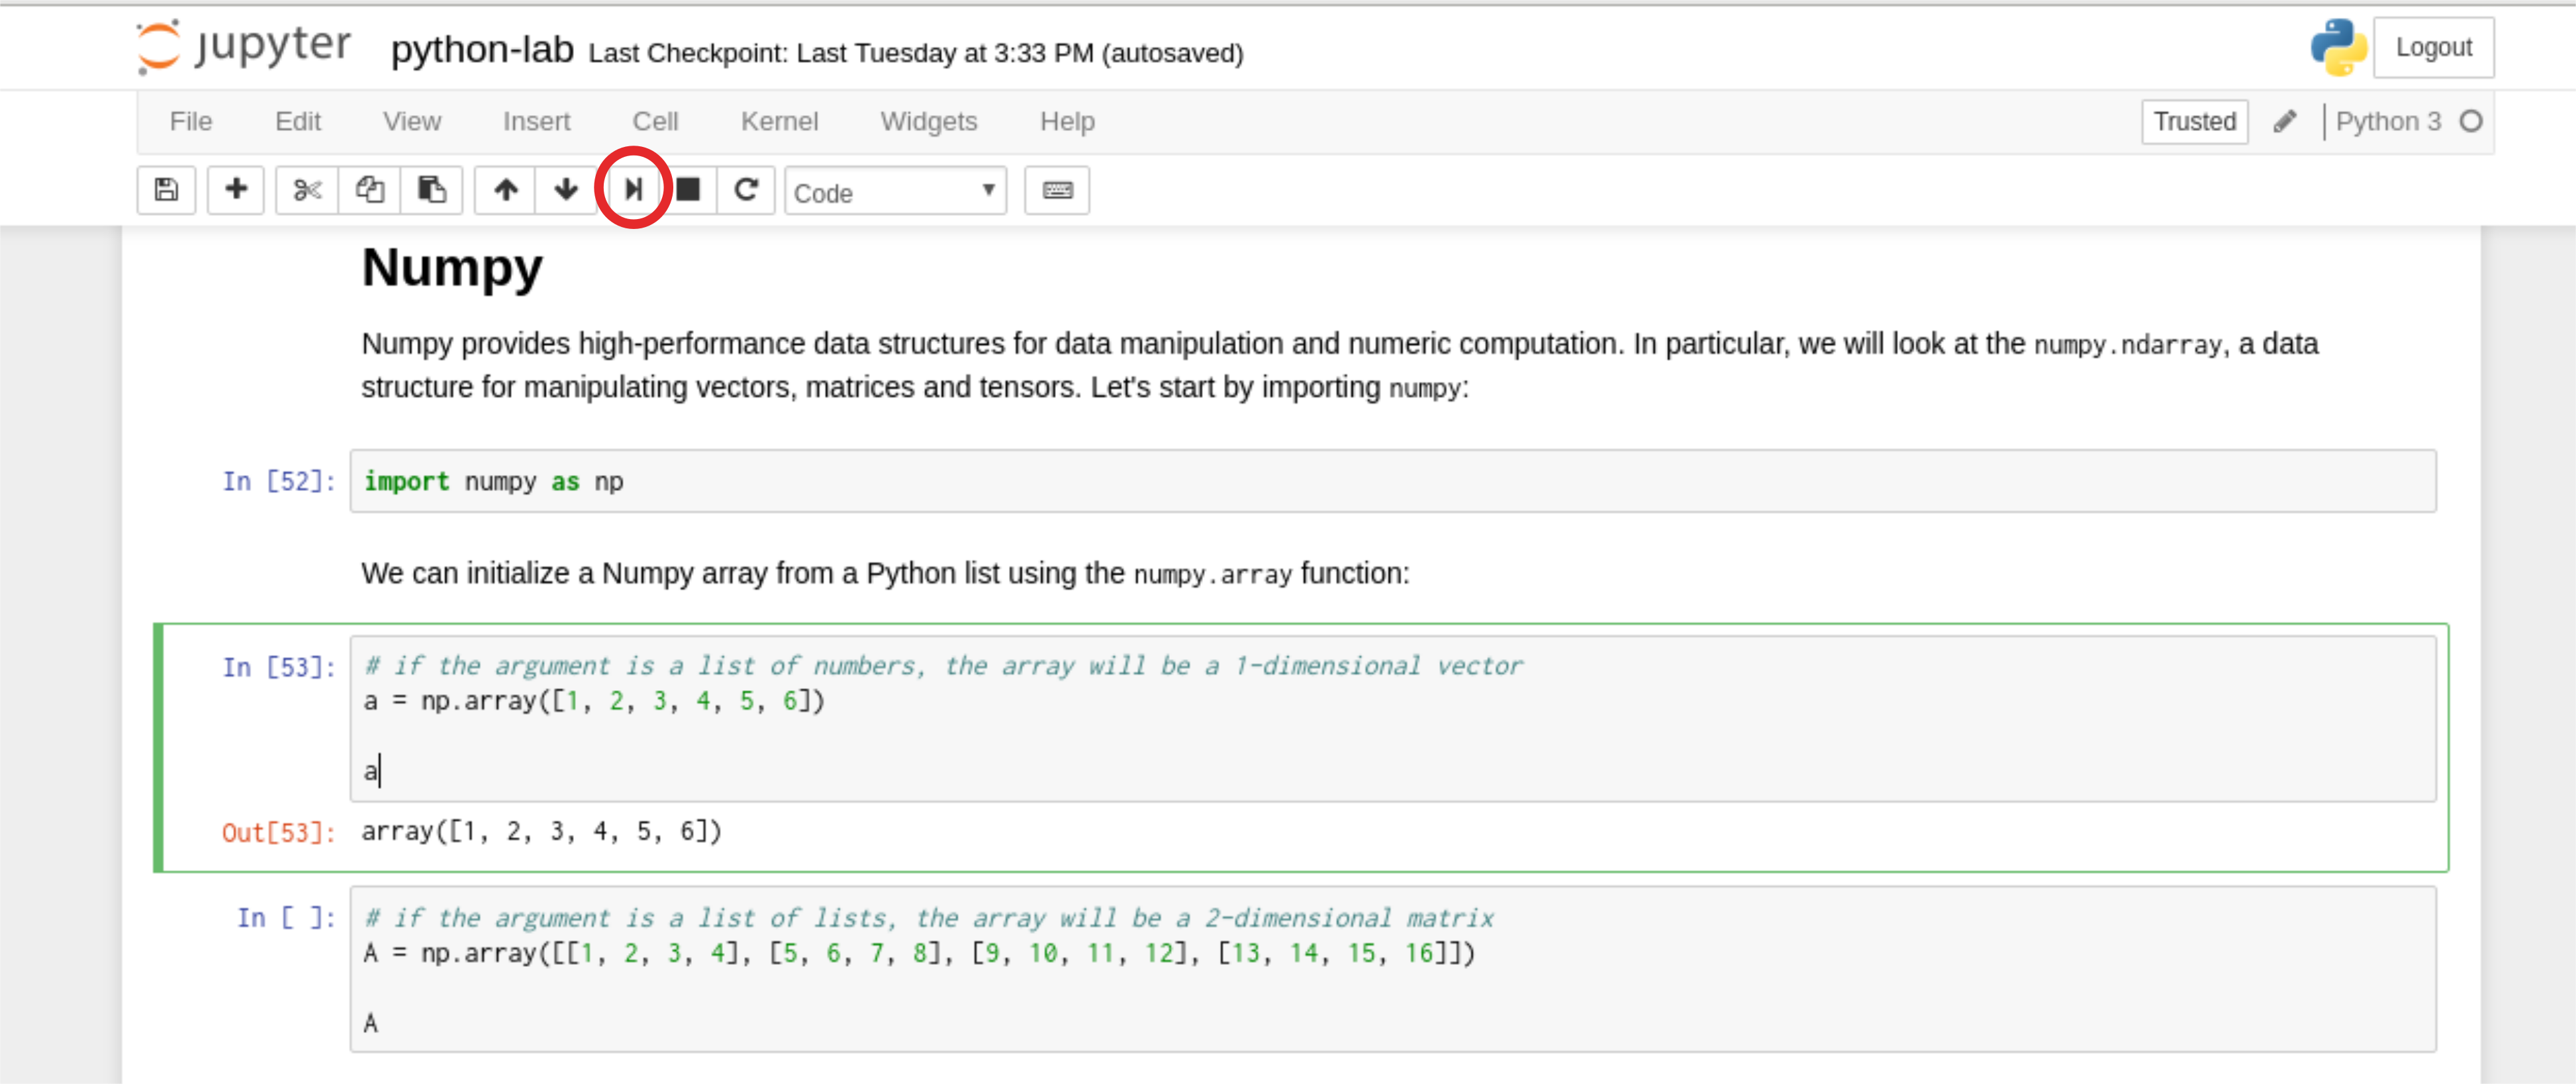 jupyter python-lab Last Checkpoint: Last Tuesday at 3:33 PM (autosaved) Logout
File Edit View Insert Cell Kernel Widgets Help Trusted Python 3
Code
Numpy
Numpy provides high-performance data structures for data manipulation and numeric computation. In particular, we will look at the numpy.ndarray, a data
structure for manipulating vectors, matrices and tensors. Let's start by importing numpy:
In [52]: import numpy as np
We can initialize a Numpy array from a Python list using the numpy.array function:
In [53]: # if the argument is a list of numbers, the array will be a 1-dimensional vector
a = np.array([1, 2, 3, 4, 5, 6])
a
Out[53]: array([1, 2, 3, 4, 5, 6])
In [ ]: # if the argument is a list of lists, the array will be a 2-dimensional matrix
A = np.array([[1, 2, 3, 4], [5, 6, 7, 8], [9, 10, 11, 12], [13, 14, 15, 16]])
A